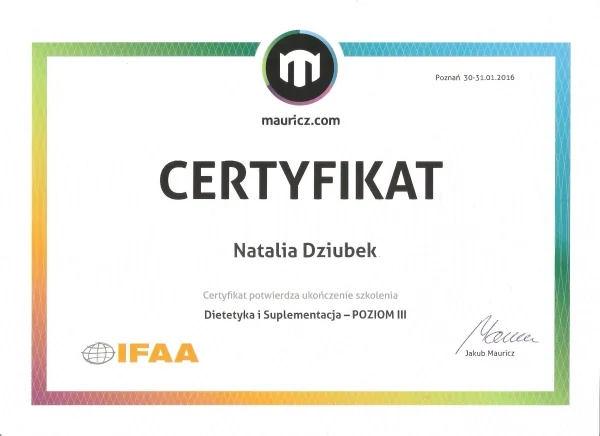 Poznań 30-31.01.2016
mauricz.com
CERTYFIKAT
Natalia Dziubek
Certyfikat potwierdza ukończenie szkolenia
Dietetyka i Suplementacja – POZIOM III
IFAA
Jakub Mauricz